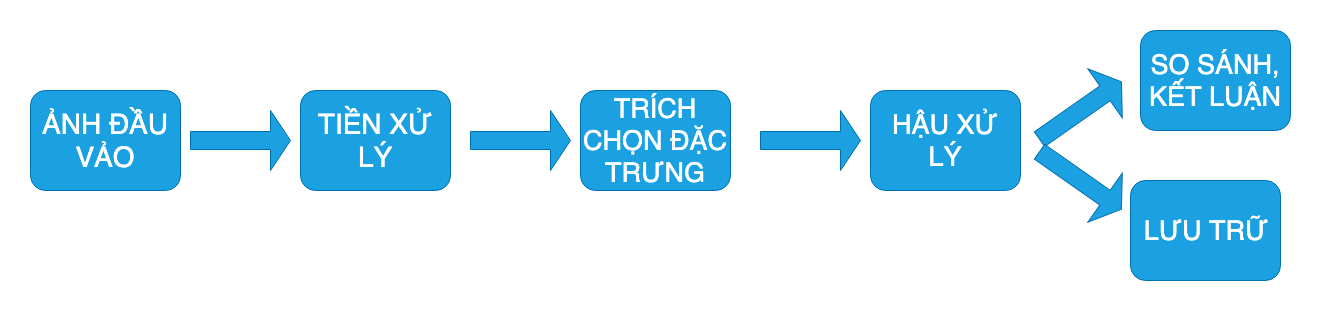 ẢNH ĐẦU
VẢO
TIỀN XỬ
LÝ
TRÍCH
CHỌN ĐẶC
TRƯNG
HẬU XỬ
LÝ
SO SÁNH,
KẾT LUẬN
LƯU TRỮ